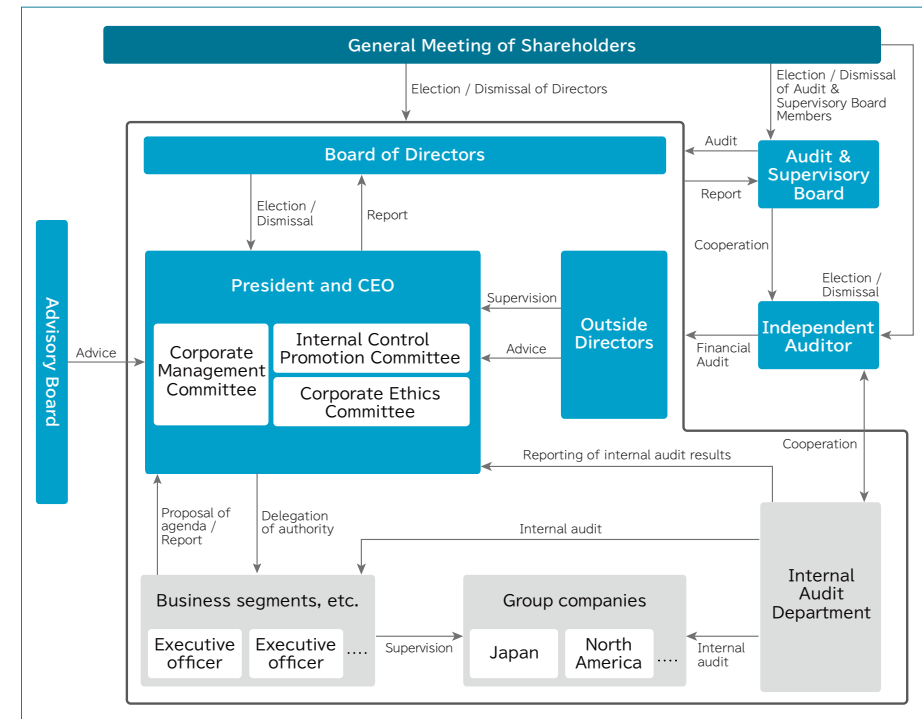 General Meeting of Shareholders
Election / Dismissal of Directors
Election / Dismissal
of Audit &
Supervisory Board
Members
Board of Directors
Audit
Audit &
Supervisory
Board
Report
Election /
Dismissal
Report
Cooperation
Advisory Board
Advice
President and CEO
Corporate
Management
Committee
Internal Control
Promotion Committee
Corporate Ethics
Committee
Supervision
Advice
Outside
Directors
Election /
Dismissal
Independent
Auditor
Financial
Audit
Cooperation
Reporting of internal audit results
Proposal of
agenda /
Report
Delegation
of authority
Internal audit
Internal
Audit
Department
Business segments, etc.
Executive
officer
Executive
officer
....
Supervision
Group companies
Japan
North
America
....
Internal
audit